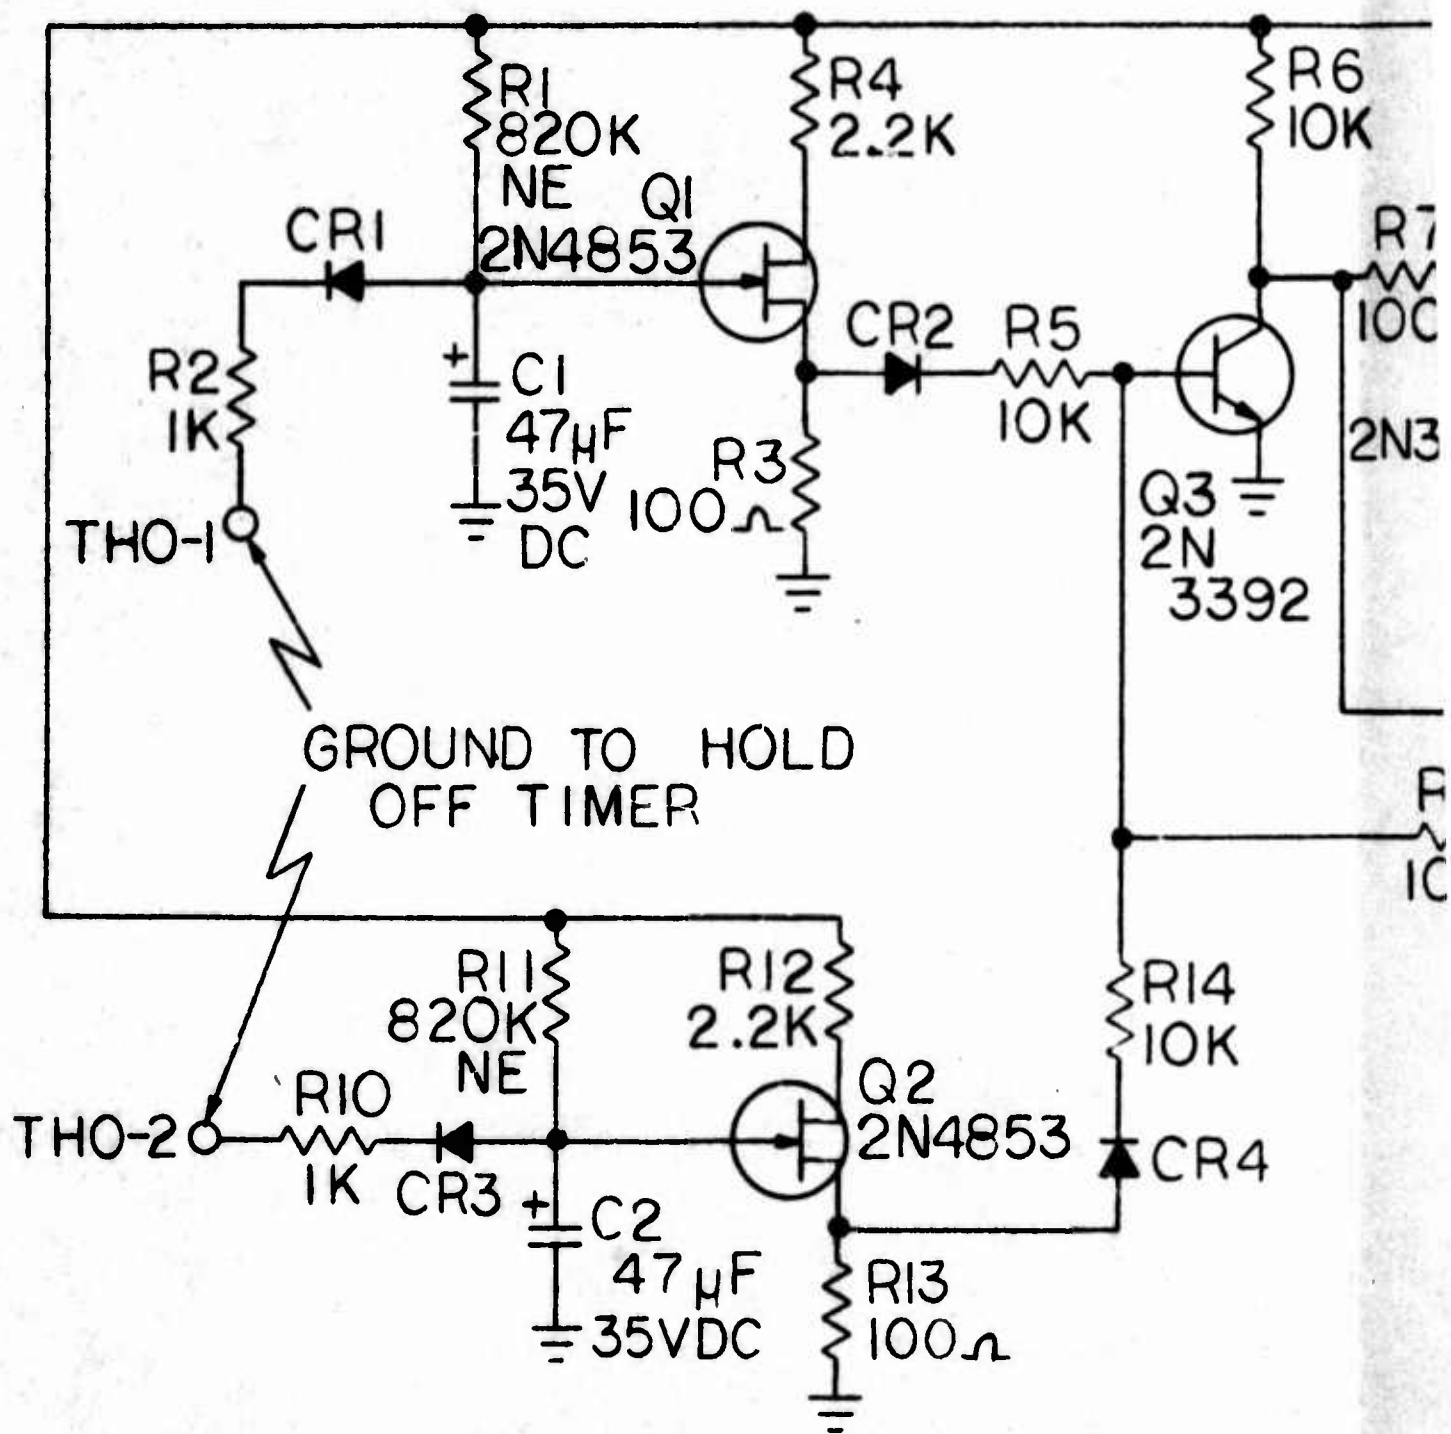 R1
820K
NE
Q1
2N4853
R4
2.2K
R6
10K
CR1
R7
CR2
R5
10K
R2
1K
+
C1
47µF
35V
DC
R3
100Ω
2N3
Q3
2N
3392
THO-1
GROUND TO HOLD
OFF TIMER
R11
820K
NE
R12
2.2K
R14
10K
R10
1K
THO-2
CR3
Q2
2N4853
CR4
+
C2
47µF
35VDC
R13
100Ω